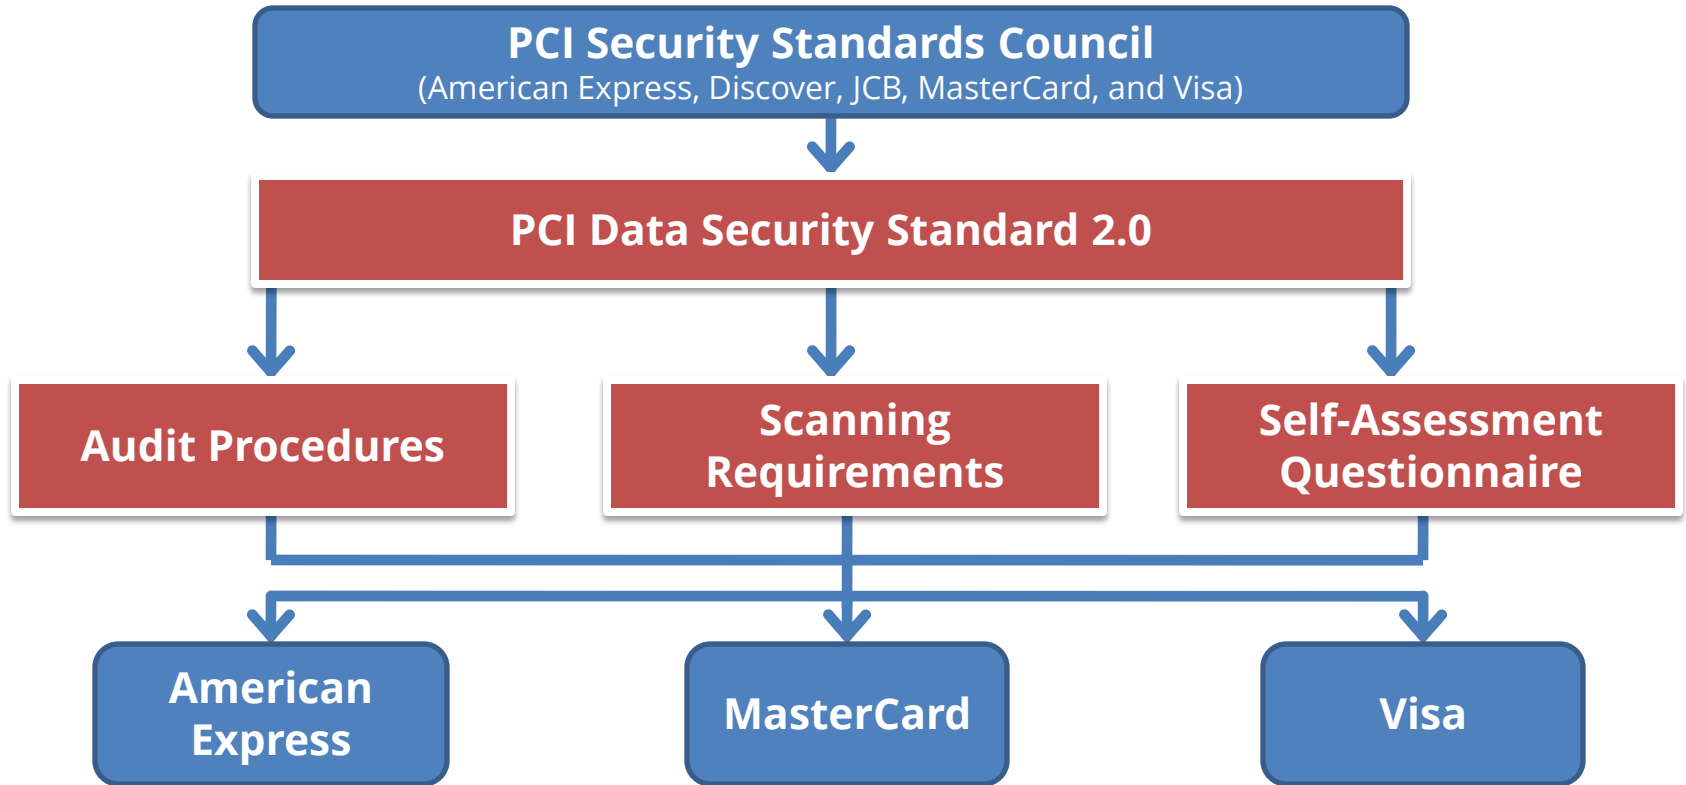 PCI Security Standards Council
(American Express, Discover, JCB, MasterCard, and Visa)
PCI Data Security Standard 2.0
Audit Procedures
Scanning
Requirements
Self-Assessment
Questionnaire
American
Express
MasterCard
Visa